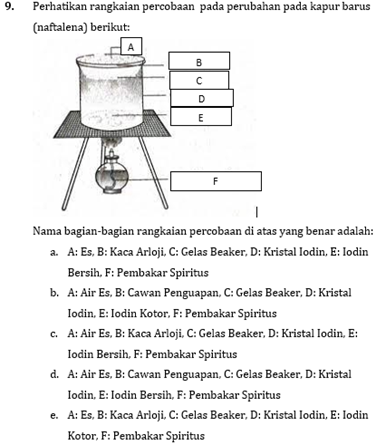 9. Perhatikan rangkaian percobaan pada perubahan pada kapur barus
(naftalena) berikut:
A
B
C
D
E
F
Nama bagian-bagian rangkaian percobaan di atas yang benar adalah:
a. A: Es, B: Kaca Arloji, C: Gelas Beaker, D: Kristal Iodin, E: Iodin
Bersih, F: Pembakar Spiritus
b. A: Air Es, B: Cawan Penguapan, C: Gelas Beaker, D: Kristal
Iodin, E: Iodin Kotor, F: Pembakar Spiritus
c. A: Air Es, B: Kaca Arloji, C: Gelas Beaker, D: Kristal Iodin, E:
Iodin Bersih, F: Pembakar Spiritus
d. A: Air Es, B: Cawan Penguapan, C: Gelas Beaker, D: Kristal
Iodin, E: Iodin Bersih, F: Pembakar Spiritus
e. A: Es, B: Kaca Arloji, C: Gelas Beaker, D: Kristal Iodin, E: Iodin
Kotor, F: Pembakar Spiritus